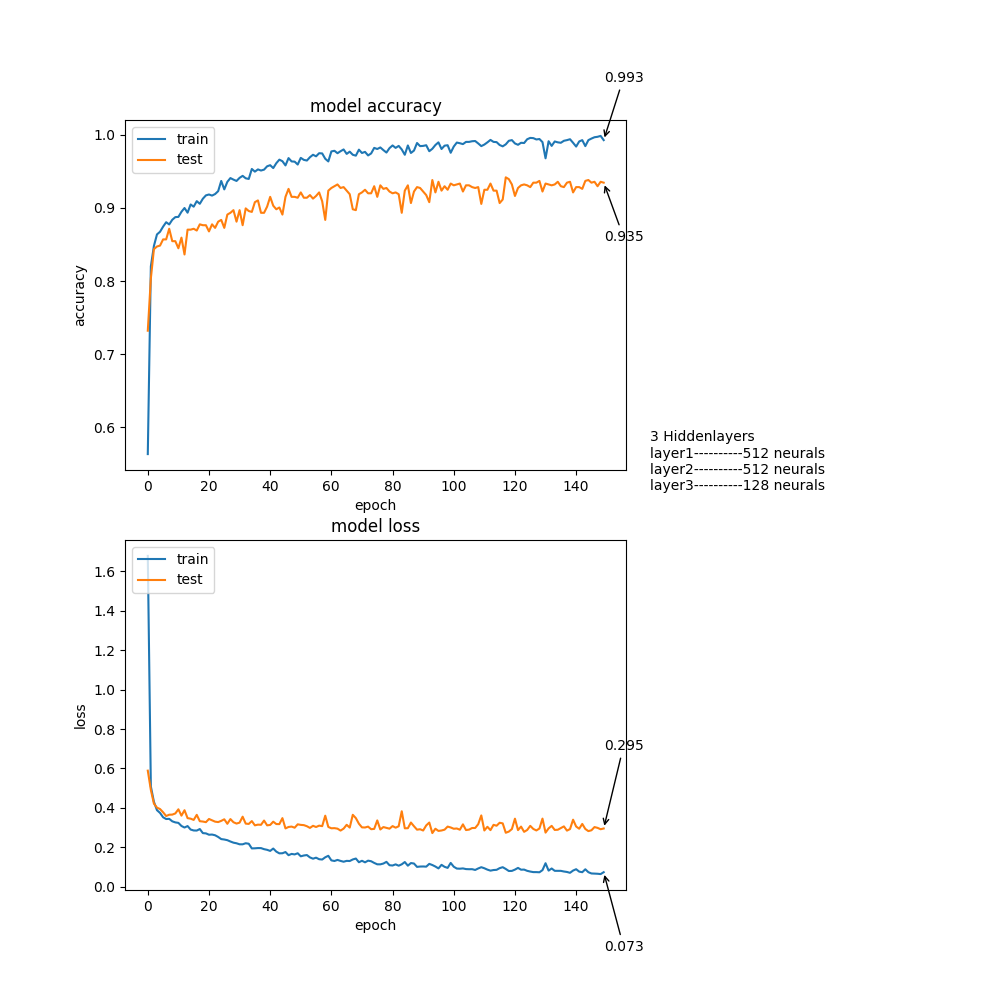 0.993
model accuracy
train
test
1.0
0.9
0.8
0.7
0.6
accuracy
0.935
0 20 40 60 80 100 120 140
epoch
3 Hiddenlayers
layer1----------512 neurals
layer2----------512 neurals
layer3----------128 neurals
model loss
train
test
1.6
1.4
1.2
1.0
0.8
0.6
0.4
0.2
0.0
loss
0.295
0 20 40 60 80 100 120 140
epoch
0.073